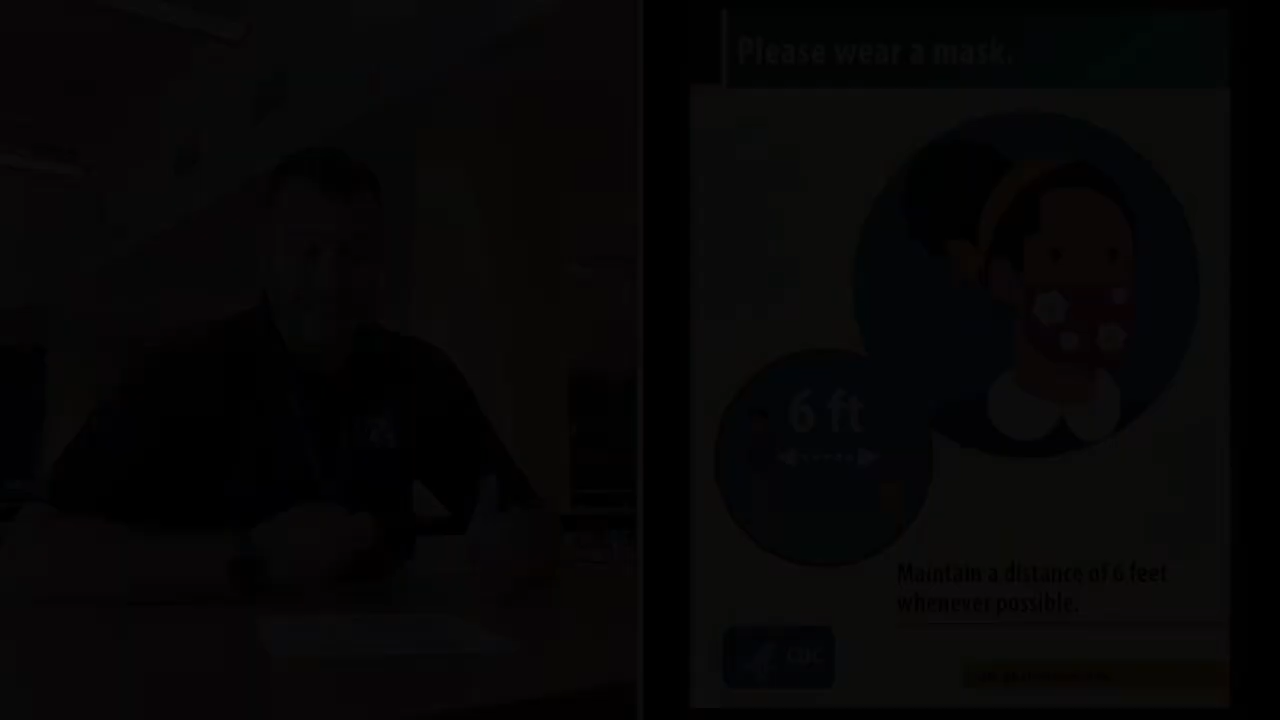 Please wear a mask.
6 ft
Maintain a distance of 6 feet
whenever possible.
CDC